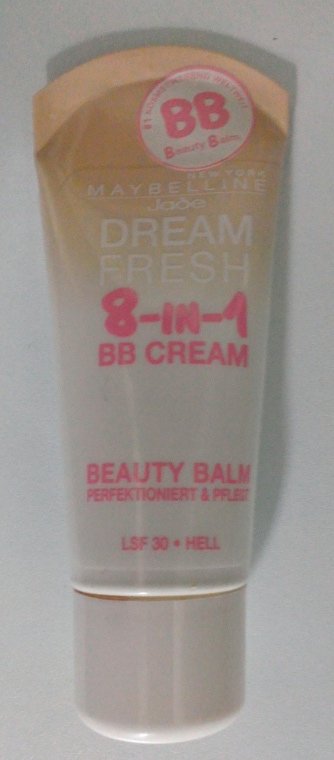 BB
Beauty Balm
NEW YORK
MAYBELLINE
Jade
DREAM
FRESH
8-IN-1
BB CREAM
BEAUTY BALM
PERFEKTIONIERT & PFLEGT
LSF 30 • HELL